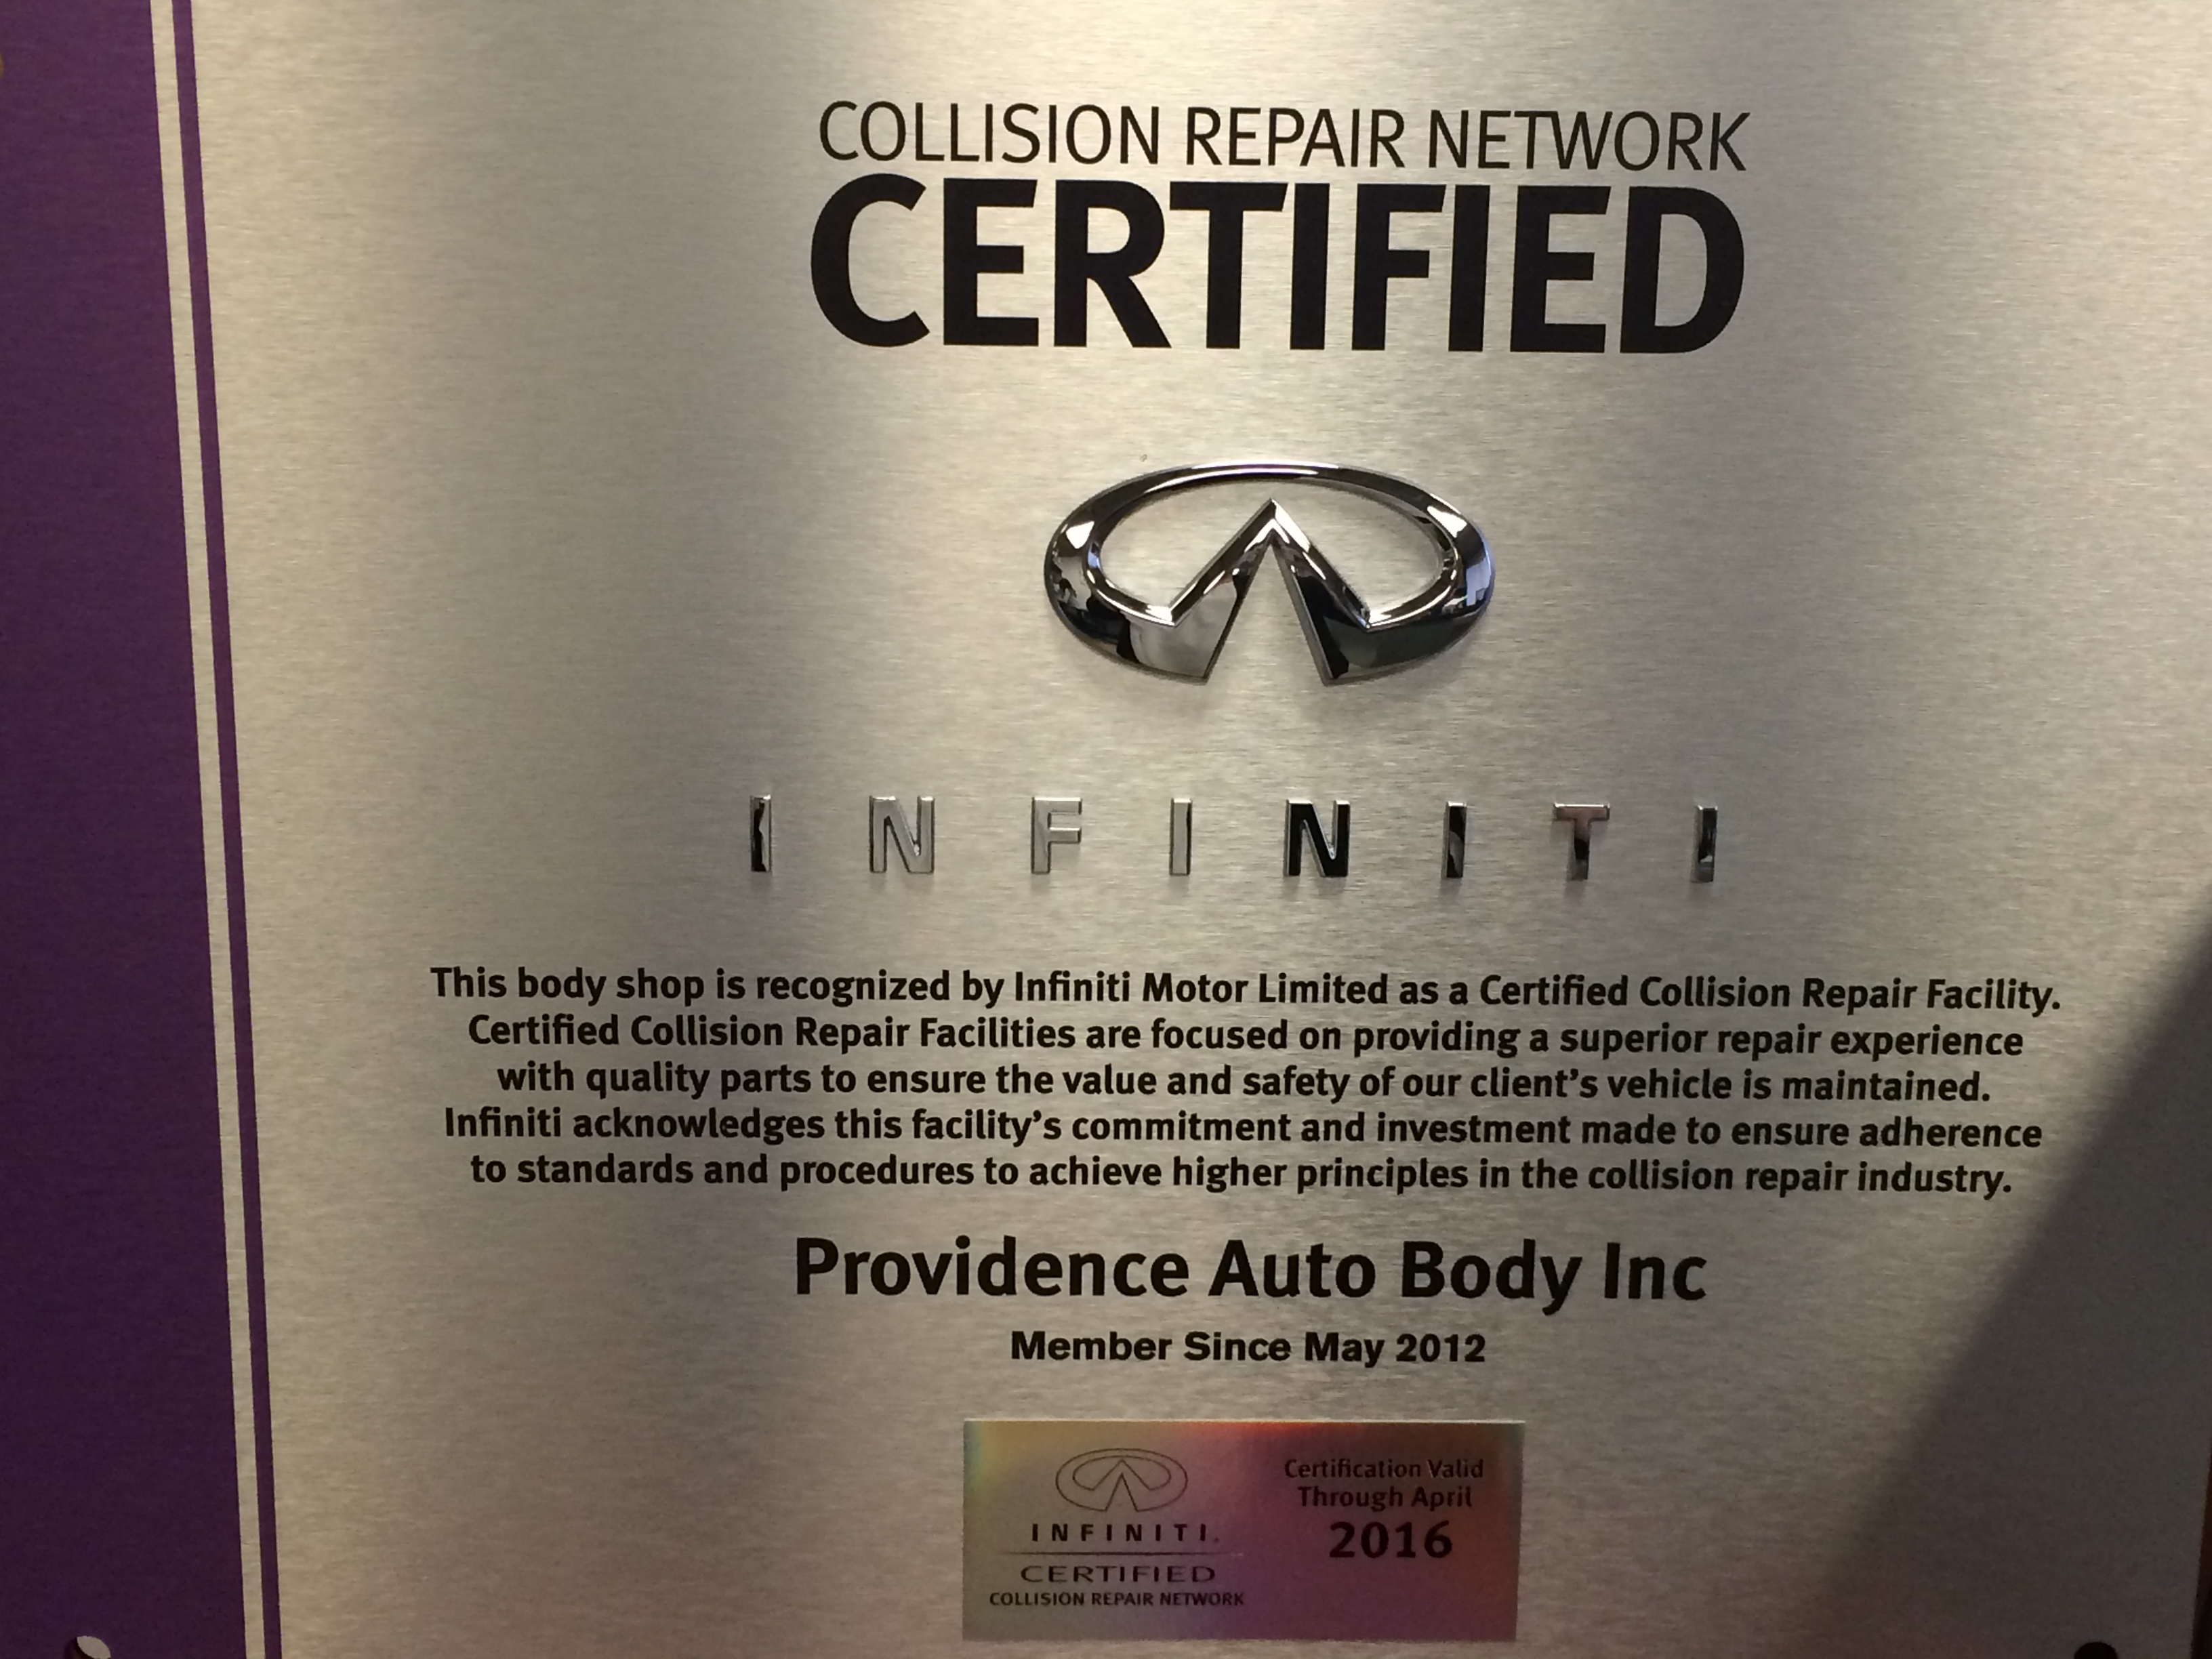 COLLISION REPAIR NETWORK
CERTIFIED
INFINITI
This body shop is recognized by Infiniti Motor Limited as a Certified Collision Repair Facility.
Certified Collision Repair Facilities are focused on providing a superior repair experience
with quality parts to ensure the value and safety of our client's vehicle is maintained.
Infiniti acknowledges this facility's commitment and investment made to ensure adherence
to standards and procedures to achieve higher principles in the collision repair industry.
Providence Auto Body Inc
Member Since May 2012
INFINITI.
CERTIFIED
COLLISION REPAIR NETWORK
Certification Valid
Through April
2016